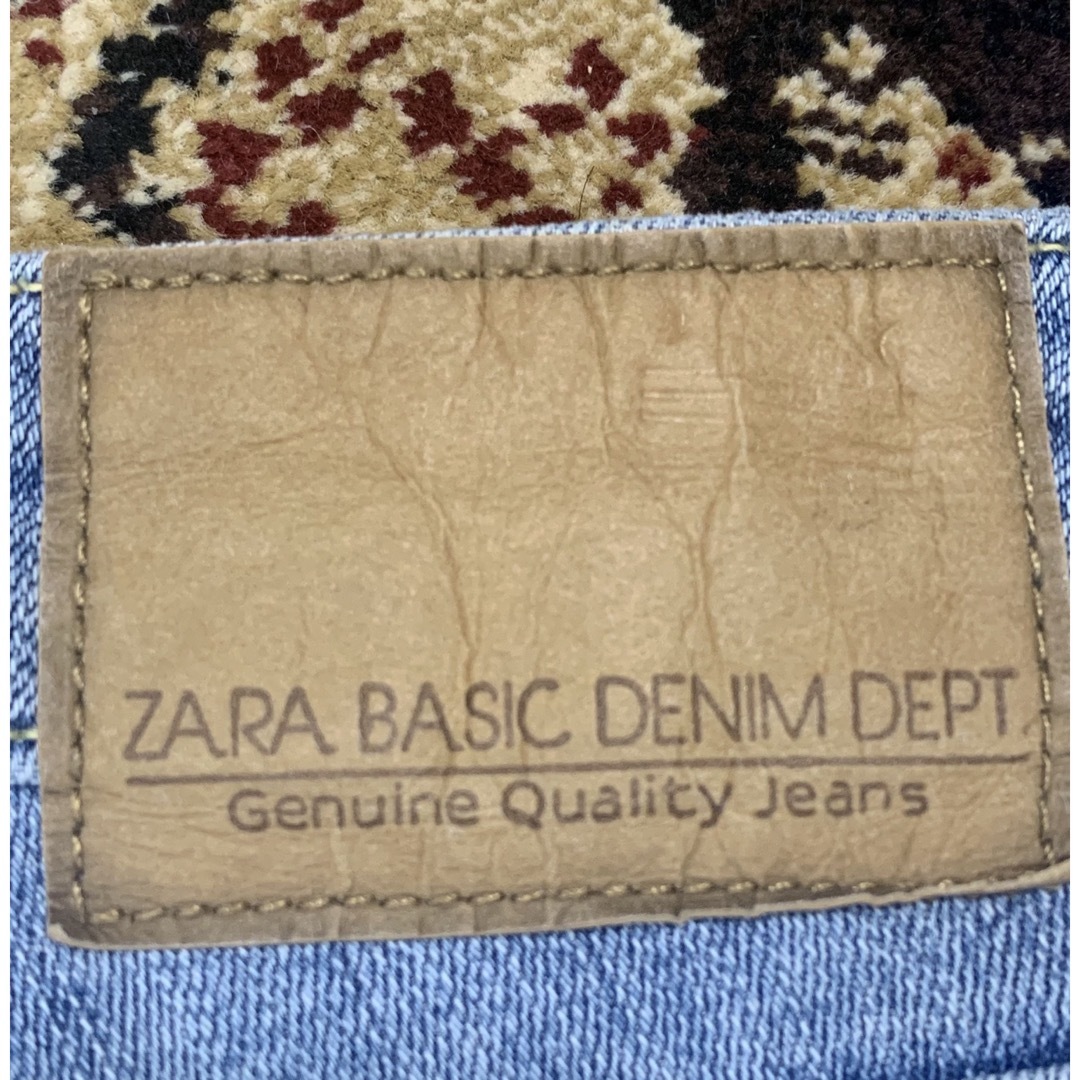 ZARA BASIC DENIM DEPT
Genuine Quality Jeans